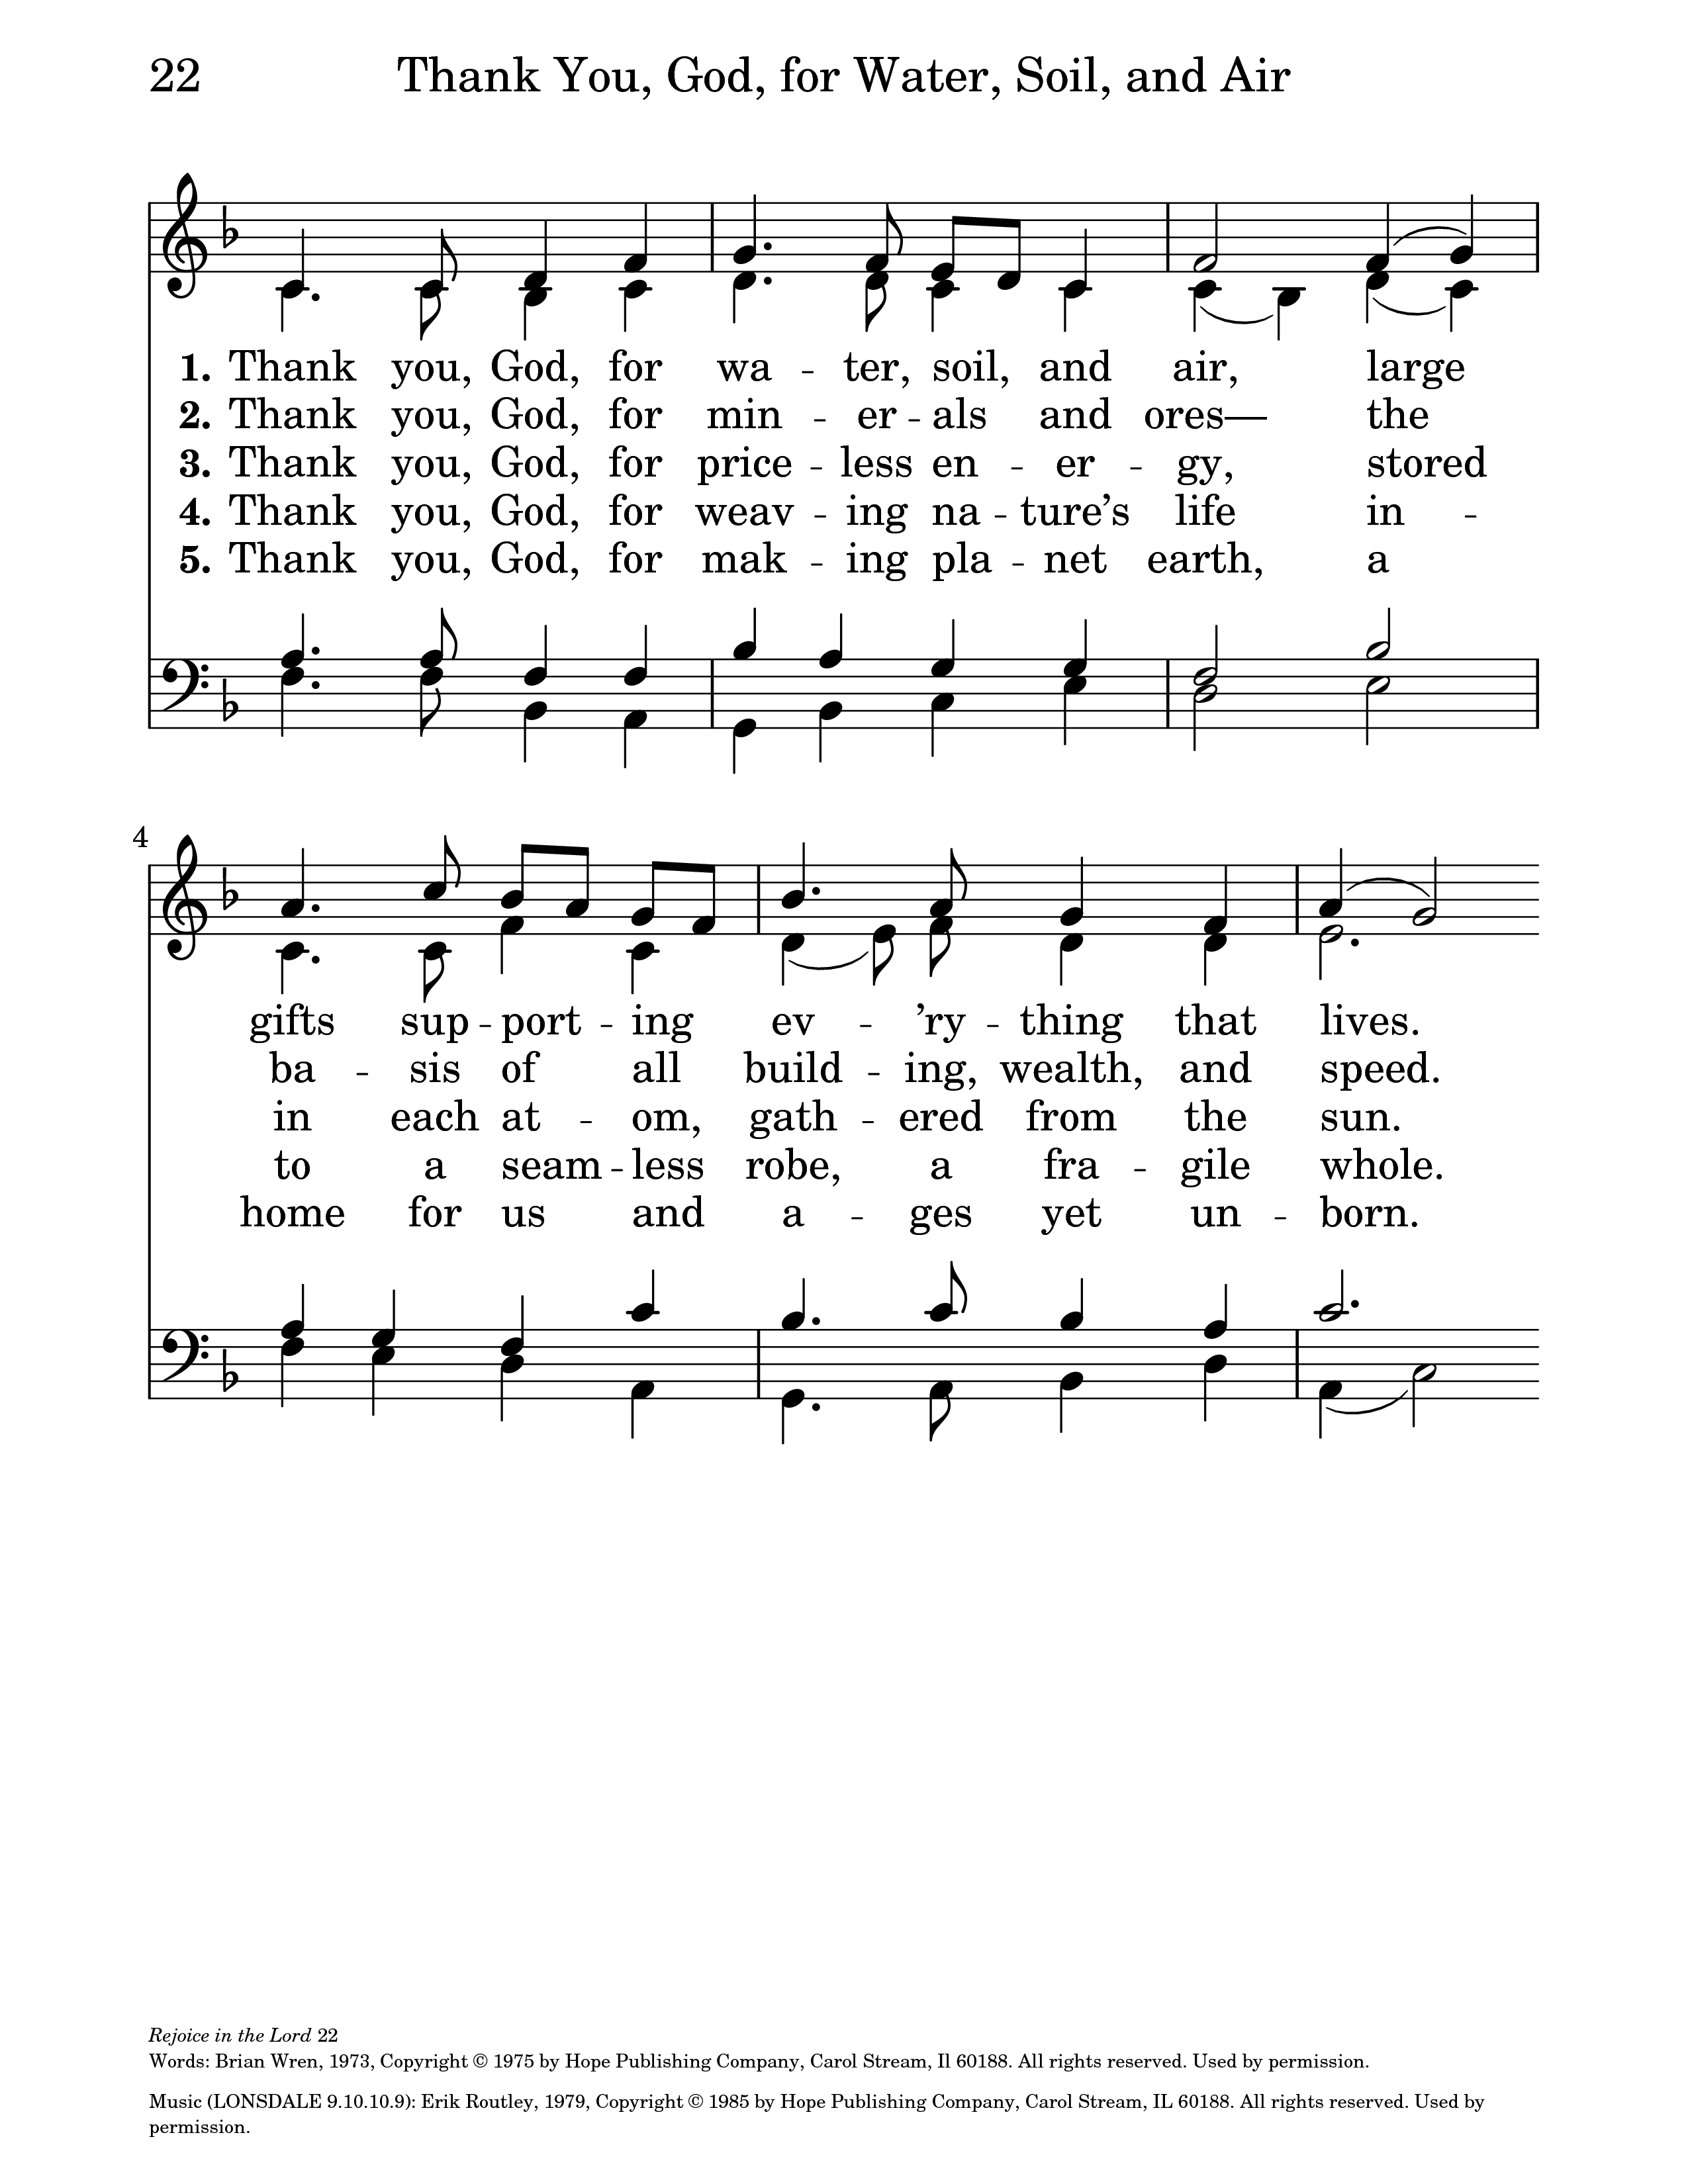 22 Thank You, God, for Water, Soil, and Air
1. Thank you, God, for wa - ter, soil, and air, large
2. Thank you, God, for min - er - als and ores— the
3. Thank you, God, for price - less en - er - gy, stored
4. Thank you, God, for weav - ing na - ture’s life in -
5. Thank you, God, for mak - ing pla - net earth, a
4
gifts sup - port - ing ev - ’ry - thing that lives.
ba - sis of all build - ing, wealth, and speed.
in each at - om, gath - ered from the sun.
to a seam - less robe, a fra - gile whole.
home for us and a - ges yet un - born.
Rejoice in the Lord 22
Words: Brian Wren, 1973, Copyright © 1975 by Hope Publishing Company, Carol Stream, Il 60188. All rights reserved. Used by permission.
Music (LONSDALE 9.10.10.9): Erik Routley, 1979, Copyright © 1985 by Hope Publishing Company, Carol Stream, IL 60188. All rights reserved. Used by
permission.